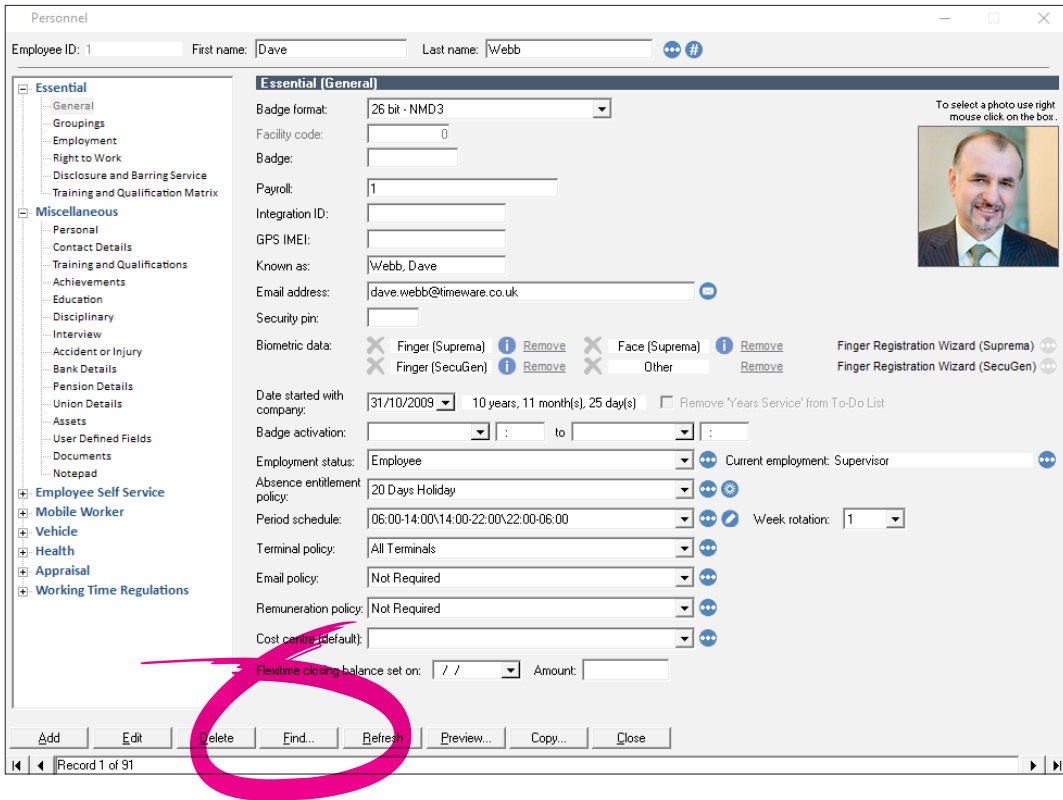 Personnel
Employee ID: 1 First name: Dave Last name: Webb
Essential
General
Groupings
Employment
Right to Work
Disclosure and Barring Service
Training and Qualification Matrix
Miscellaneous
Personal
Contact Details
Training and Qualifications
Achievements
Education
Disciplinary
Interview
Accident or Injury
Bank Details
Pension Details
Union Details
Assets
User Defined Fields
Documents
Notepad
Employee Self Service
Mobile Worker
Vehicle
Health
Appraisal
Working Time Regulations
Essential (General)
To select a photo use right
mouse click on the box.
Badge format: 26 bit - NMD3
Facility code: 0
Badge:
Payroll: 1
Integration ID:
GPS IMEI:
Known as: Webb, Dave
Email address: dave.webb@timeware.co.uk
Security pin:
Biometric data: Finger (Suprema) Remove Face (Suprema) Remove Finger Registration Wizard (Suprema)
Finger (SecuGen) Remove Other Remove Finger Registration Wizard (SecuGen)
Date started with
company: 31/10/2009 10 years, 11 month(s), 25 day(s) Remove 'Years Service' from To-Do List
Badge activation: : to :
Employment status: Employee Current employment: Supervisor
Absence entitlement
policy: 20 Days Holiday
Period schedule: 06:00-14:00\14:00-22:00\22:00-06:00 Week rotation: 1
Terminal policy: All Terminals
Email policy: Not Required
Remuneration policy: Not Required
Cost centre (default):
Flexitime closing balance set on: / / Amount:
Add Edit Delete Find... Refresh Preview... Copy... Close
Record 1 of 91